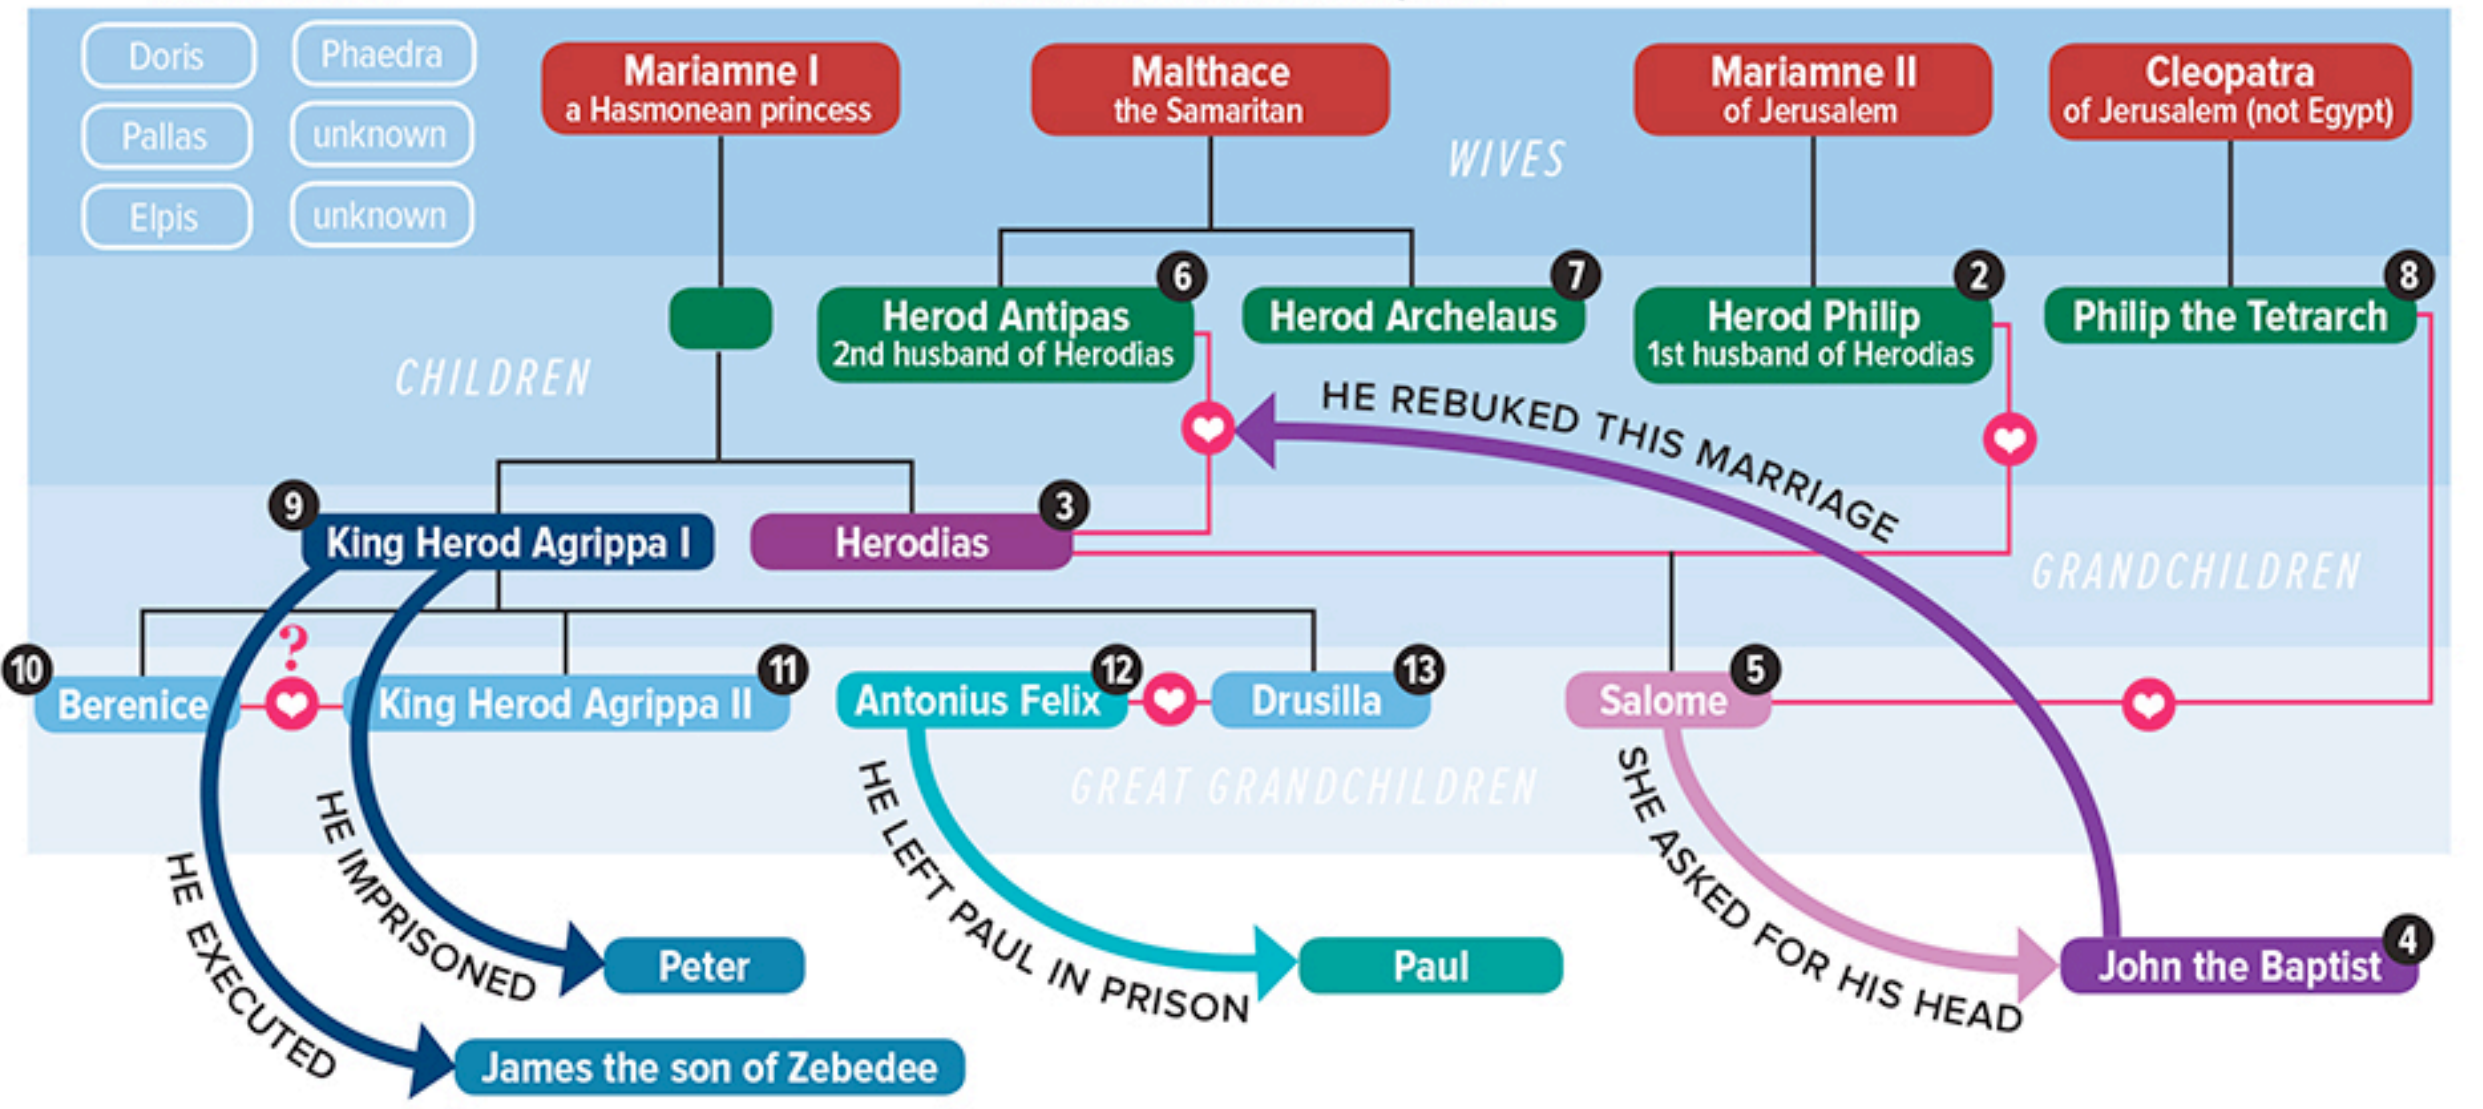 Doris
Phaedra
Pallas
unknown
Elpis
unknown
Mariamne I
a Hasmonean princess
Malthace
the Samaritan
Mariamne II
of Jerusalem
Cleopatra
of Jerusalem (not Egypt)
WIVES
6
Herod Antipas
2nd husband of Herodias
7
Herod Archelaus
2
Herod Philip
1st husband of Herodias
8
Philip the Tetrarch
CHILDREN
HE REBUKED THIS MARRIAGE
9
King Herod Agrippa I
3
Herodias
GRANDCHILDREN
10
Berenice
?
11
King Herod Agrippa II
12
Antonius Felix
13
Drusilla
5
Salome
GREAT GRANDCHILDREN
HE EXECUTED
HE IMPRISONED
HE LEFT PAUL IN PRISON
SHE ASKED FOR HIS HEAD
Peter
Paul
4
John the Baptist
James the son of Zebedee